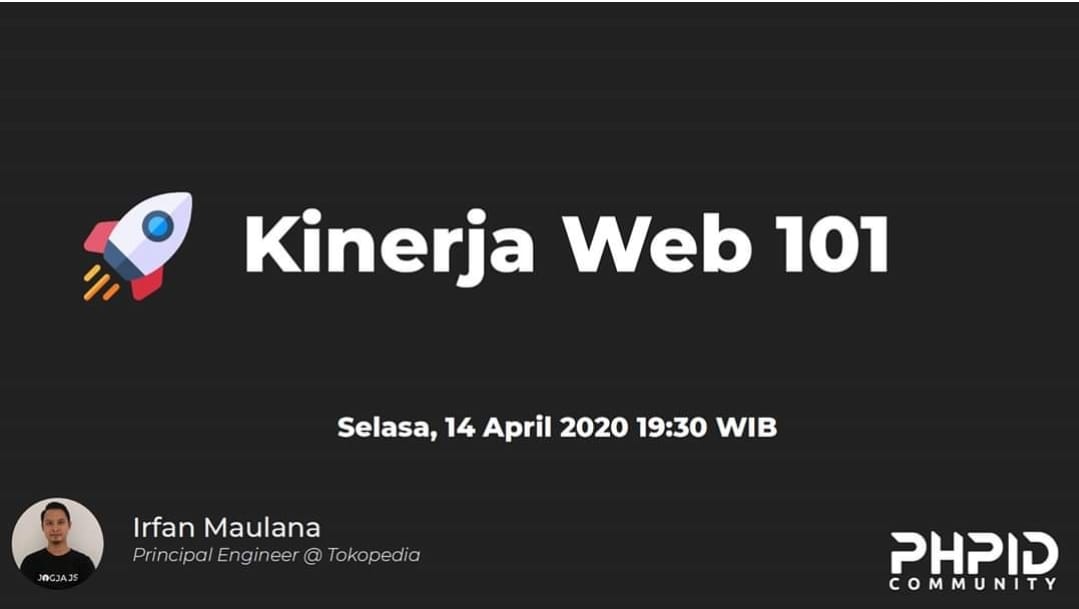 Kinerja Web 101
Selasa, 14 April 2020 19:30 WIB
Irfan Maulana
Principal Engineer @ Tokopedia
JOGJAJS
PHPID
COMMUNITY